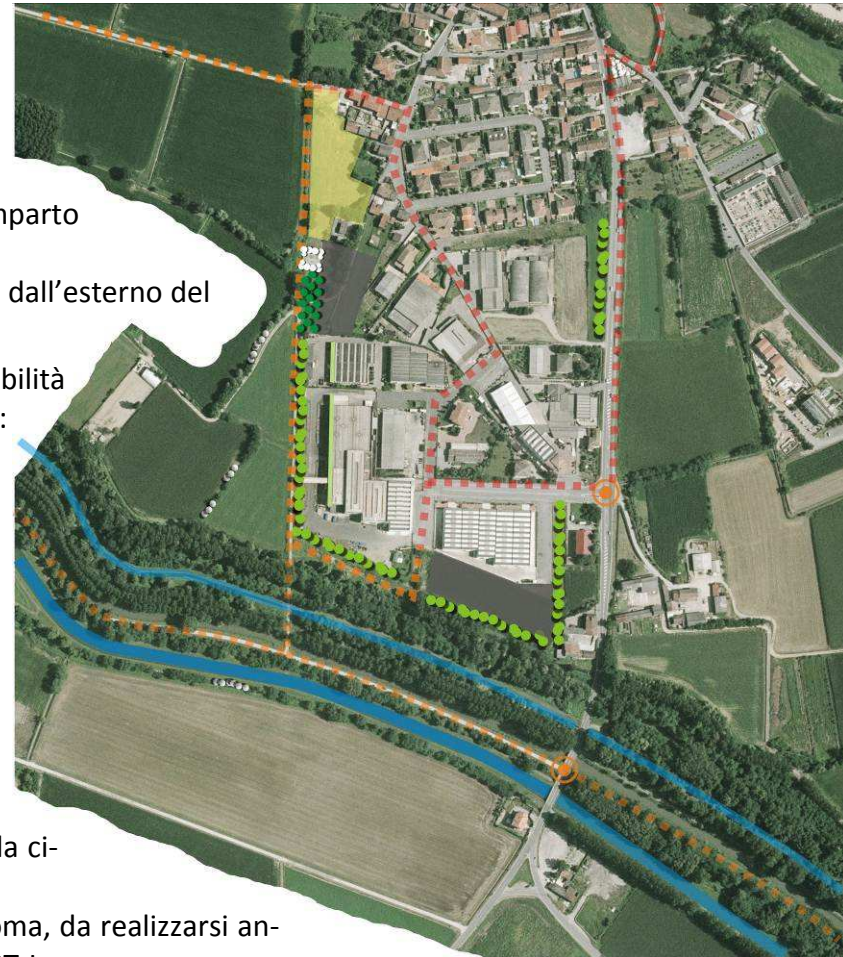 mparto
dall’esterno del
bilità
:
la ci-
oma, da realizzarsi an-